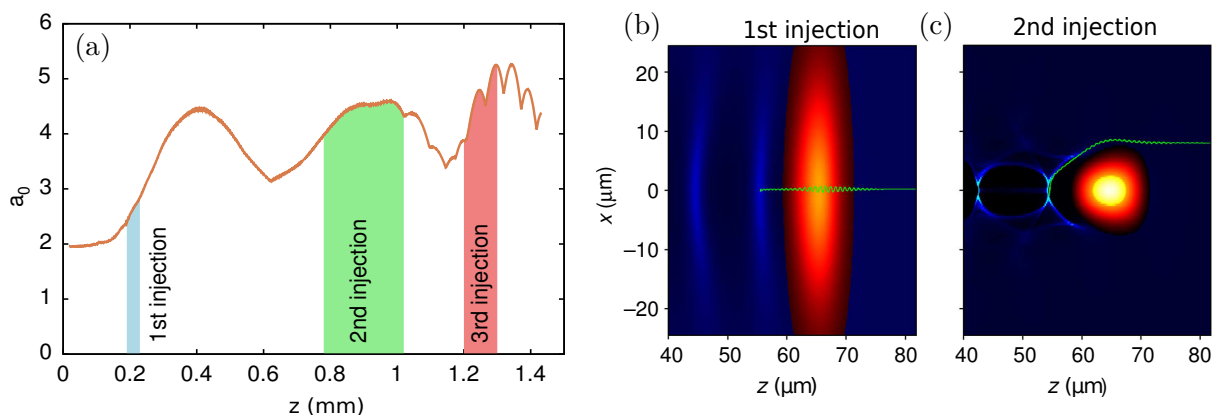 (a)
6
5
4
3
2
1
0
a₀
0
0.2
0.4
0.6
0.8
1
1.2
1.4
z (mm)
1st injection
2nd injection
3rd injection
(b)
1st injection
20
10
0
−10
−20
x (μm)
40
50
60
70
80
z (μm)
(c)
2nd injection
40
50
60
70
80
z (μm)